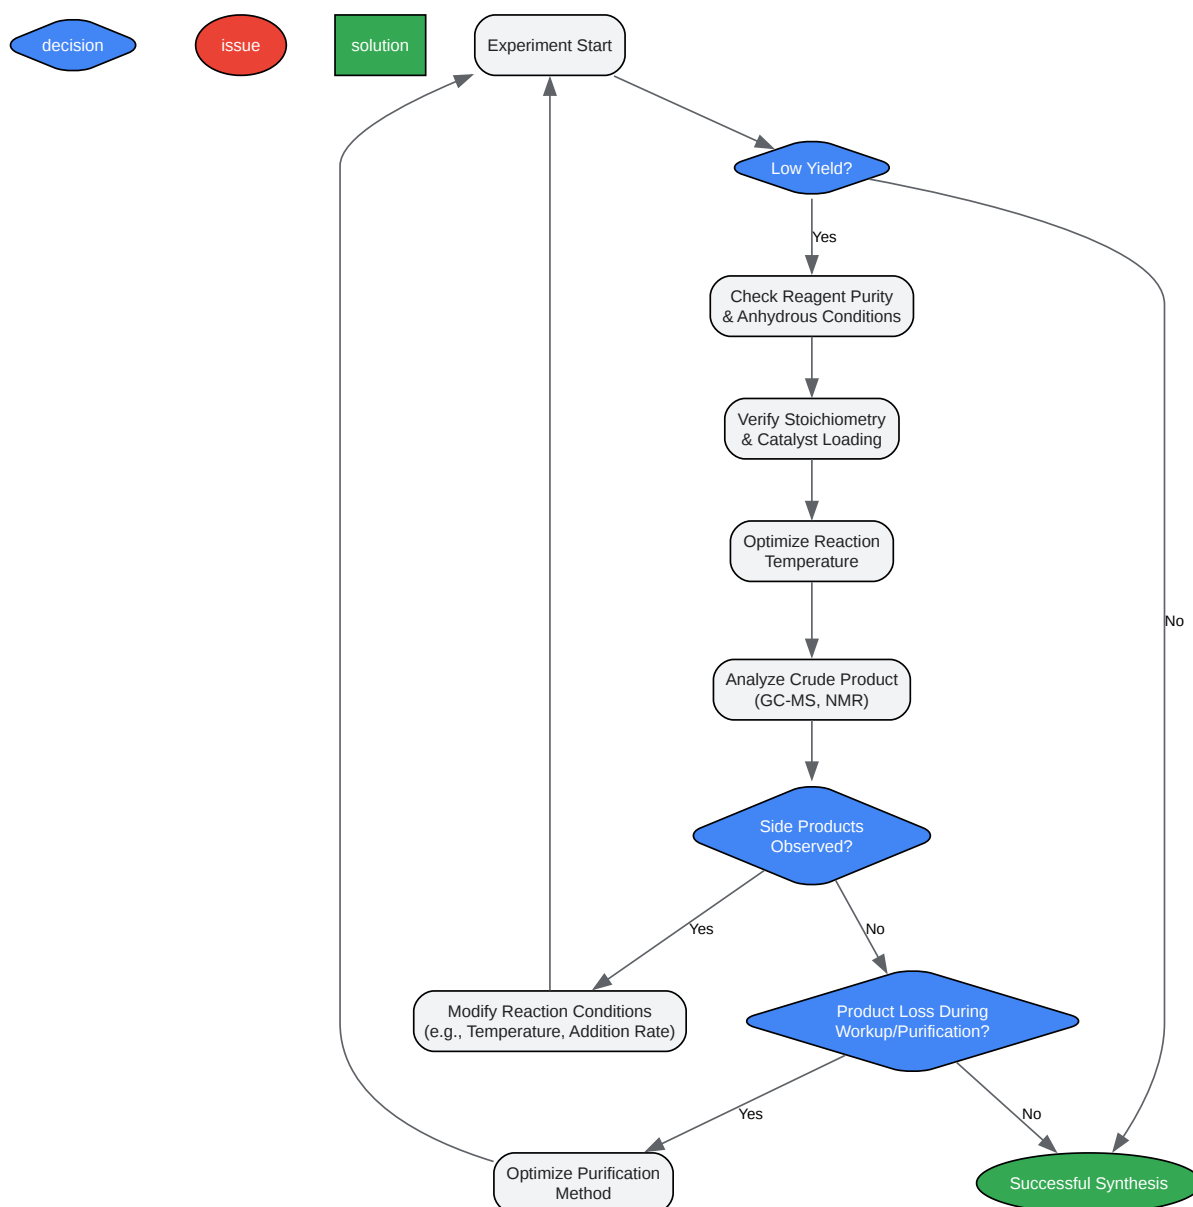 decision
issue
solution
Experiment Start
Low Yield?
Yes
Check Reagent Purity
& Anhydrous Conditions
Verify Stoichiometry
& Catalyst Loading
Optimize Reaction
Temperature
No
Analyze Crude Product
(GC-MS, NMR)
Side Products
Observed?
Yes
No
Modify Reaction Conditions
(e.g., Temperature, Addition Rate)
Product Loss During
Workup/Purification?
Yes
No
Optimize Purification
Method
Successful Synthesis